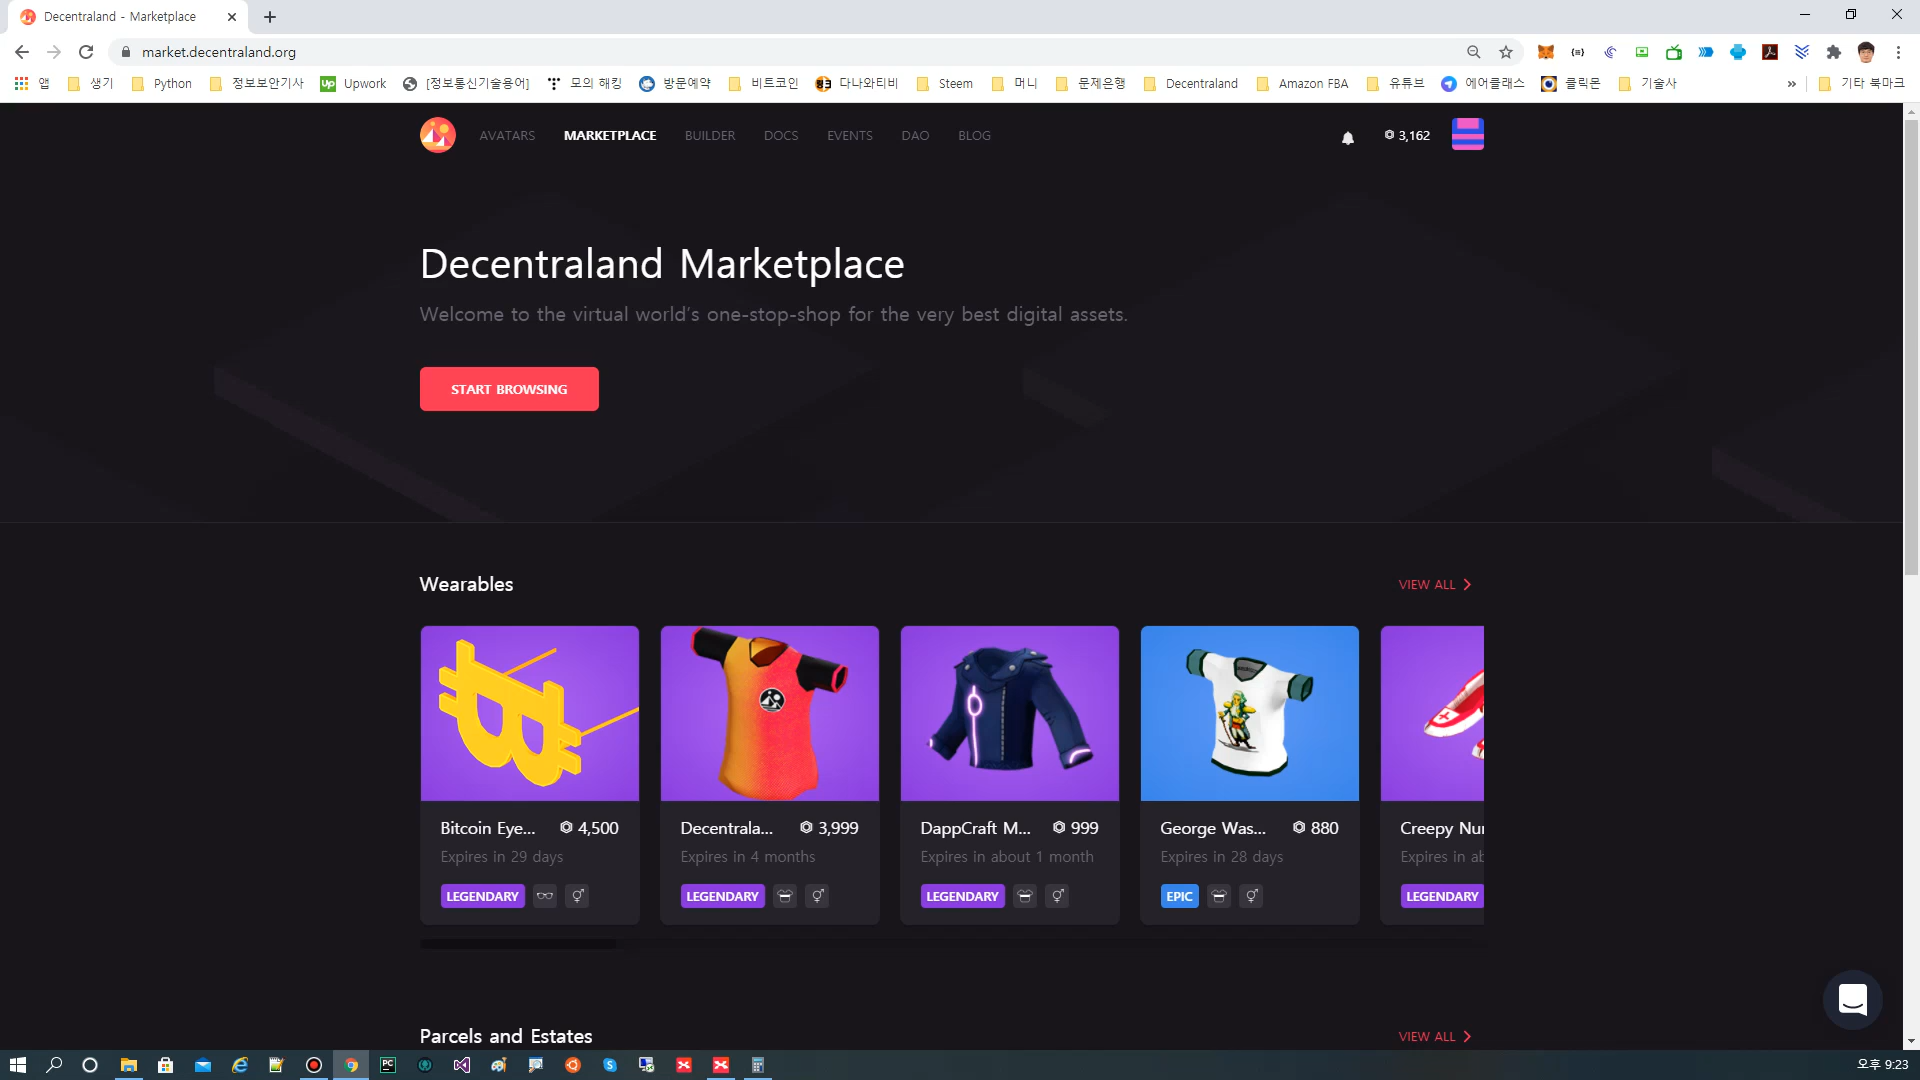 Decentraland - Marketplace
market.decentraland.org
앱 생기 Python 정보보안기사 Upwork [정보통신기술용어] 모의 해킹 방문예약 비트코인 다나와티비 Steem 머니 문제은행 Decentraland Amazon FBA 유튜브 에어클래스 클릭몬 기술사 » 기타 북마크
AVATARS MARKETPLACE BUILDER DOCS EVENTS DAO BLOG 3,162
Decentraland Marketplace
Welcome to the virtual world's one-stop-shop for the very best digital assets.
START BROWSING
Wearables VIEW ALL
Bitcoin Eye... 4,500 Decentrala... 3,999 DappCraft M... 999 George Was... 880 Creepy Nur
Expires in 29 days Expires in 4 months Expires in about 1 month Expires in 28 days Expires in ab
LEGENDARY LEGENDARY LEGENDARY EPIC LEGENDARY
Parcels and Estates VIEW ALL
오후 9:23